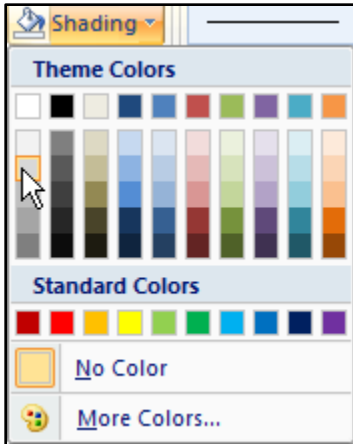 Shading
Theme Colors
Standard Colors
No Color
More Colors...